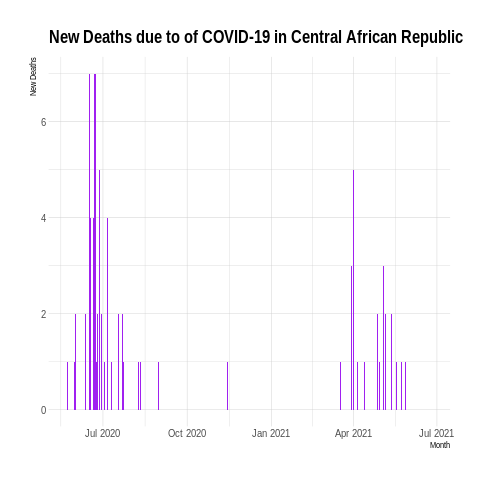 New Deaths due to of COVID-19 in Central African Republic
New Deaths
6
4
2
0
Jul 2020 Oct 2020 Jan 2021 Apr 2021 Jul 2021
Month